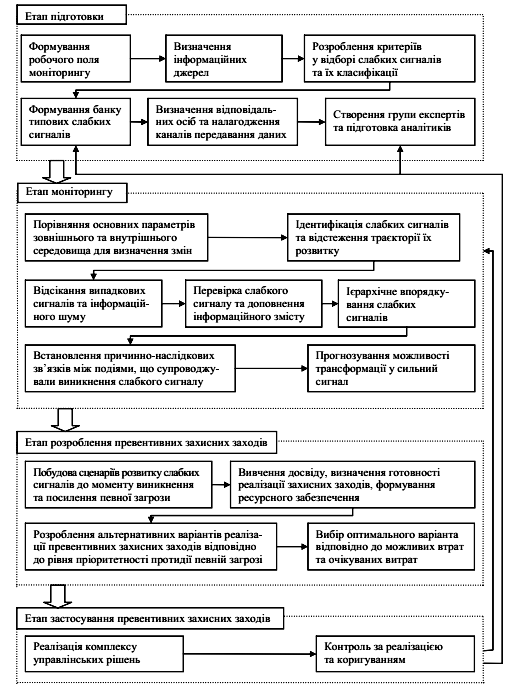 Етап підготовки
Формування
робочого поля
моніторингу
Визначення
інформаційних
джерел
Розроблення критеріїв
у відборі слабких сигналів
та їх класифікації
Формування банку
типових слабких
сигналів
Визначення відповідаль-
них осіб та налагодження
каналів передавання даних
Створення групи експертів
та підготовка аналітиків
Етап моніторингу
Порівняння основних параметрів
зовнішнього та внутрішнього
середовища для визначення змін
Ідентифікація слабких сигналів
та відстеження траєкторії їх
розвитку
Відсікання випадкових
сигналів та інформацій-
ного шуму
Перевірка слабкого
сигналу та доповнення
інформаційного змісту
Ієрархічне впорядку-
вання слабких
сигналів
Встановлення причинно-наслідкових
зв’язків між подіями, що супроводжу-
вали виникнення слабкого сигналу
Прогнозування можливості
трансформації у сильний
сигнал
Етап розроблення превентивних захисних заходів
Побудова сценаріїв розвитку слабких
сигналів до моменту виникнення
та посилення певної загрози
Вивчення досвіду, визначення готовності
реалізації захисних заходів, формування
ресурсного забезпечення
Розроблення альтернативних варіантів реаліза-
ції превентивних захисних заходів відповідно
до рівня пріоритетності протидії певній загрозі
Вибір оптимального варіанта
відповідно до можливих втрат
та очікуваних витрат
Етап застосування превентивних захисних заходів
Реалізація комплексу
управлінських рішень
Контроль за реалізацією
та коригуванням